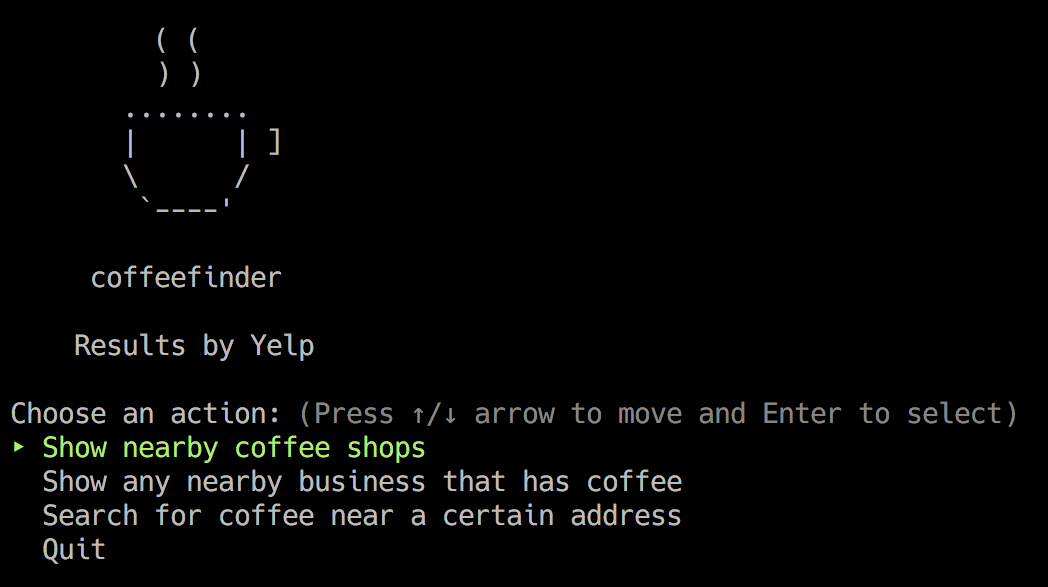 ( (
         ) )
       ........
       |      | ]
       \      /
        `----'
     coffeefinder
    Results by Yelp
Choose an action: (Press ↑/↓ arrow to move and Enter to select)
‣ Show nearby coffee shops
  Show any nearby business that has coffee
  Search for coffee near a certain address
  Quit